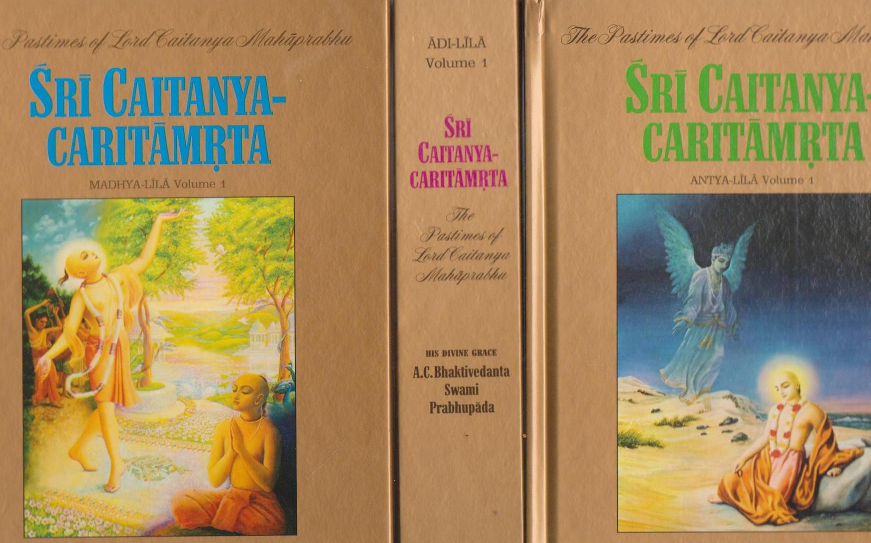 Pastimes of Lord Caitanya Mahāprabhu
ŚRĪ CAITANYA-
CARITĀMṚTA
MADHYA-LĪLĀ Volume 1
ĀDI-LĪLĀ
Volume 1
ŚRĪ
CAITANYA-
CARITĀMṚTA
The
Pastimes of
Lord Caitanya
Mahāprabhu
HIS DIVINE GRACE
A.C.Bhaktivedanta
Swami
Prabhupāda
The Pastimes of Lord Caitanya Mah
ŚRĪ CAITANYA-
CARITĀMṚTA
ANTYA-LĪLĀ Volume 1